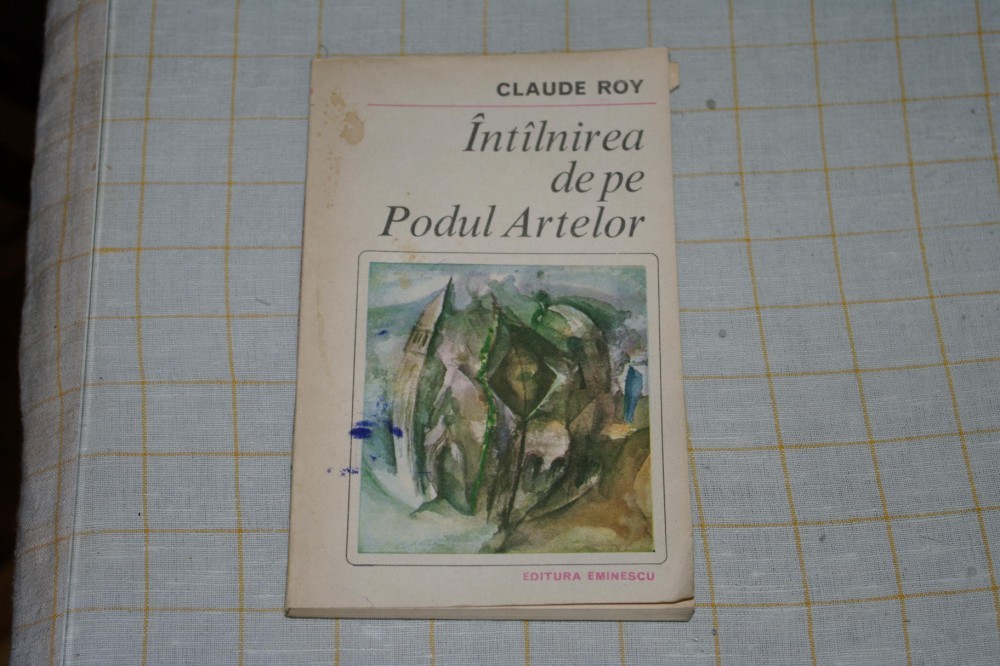 CLAUDE ROY
Întîlnirea
de pe
Podul Artelor
EDITURA EMINESCU